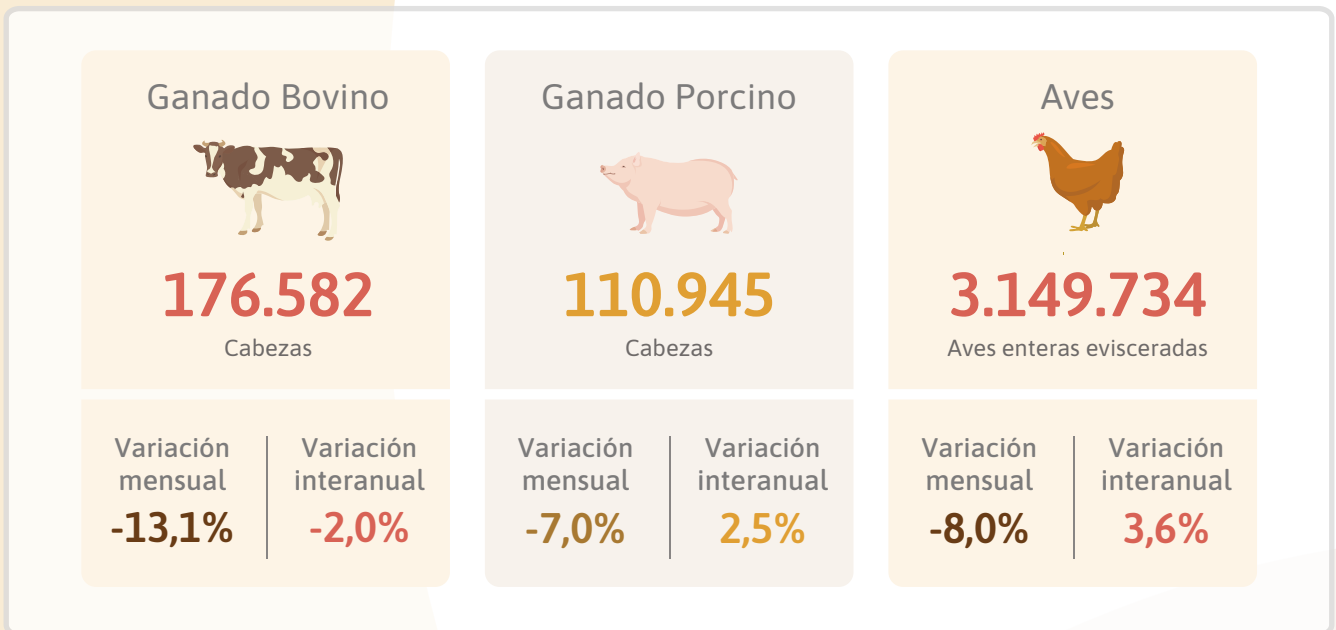 Ganado Bovino
176.582
Cabezas
Variación
mensual
-13,1%
Variación
interanual
-2,0%
Ganado Porcino
110.945
Cabezas
Variación
mensual
-7,0%
Variación
interanual
2,5%
Aves
3.149.734
Aves enteras evisceradas
Variación
mensual
-8,0%
Variación
interanual
3,6%